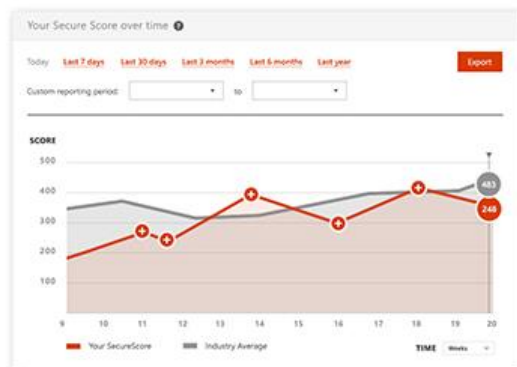 Your Secure Score over time ?
Today Last 7 days Last 30 days Last 3 months Last 6 months Last year Export
Custom reporting period: to
SCORE
500
400
483
300
248
200
100
9 10 11 12 13 12 14 15 16 17 18 19 20
Your SecureScore Industry Average TIME Weeks